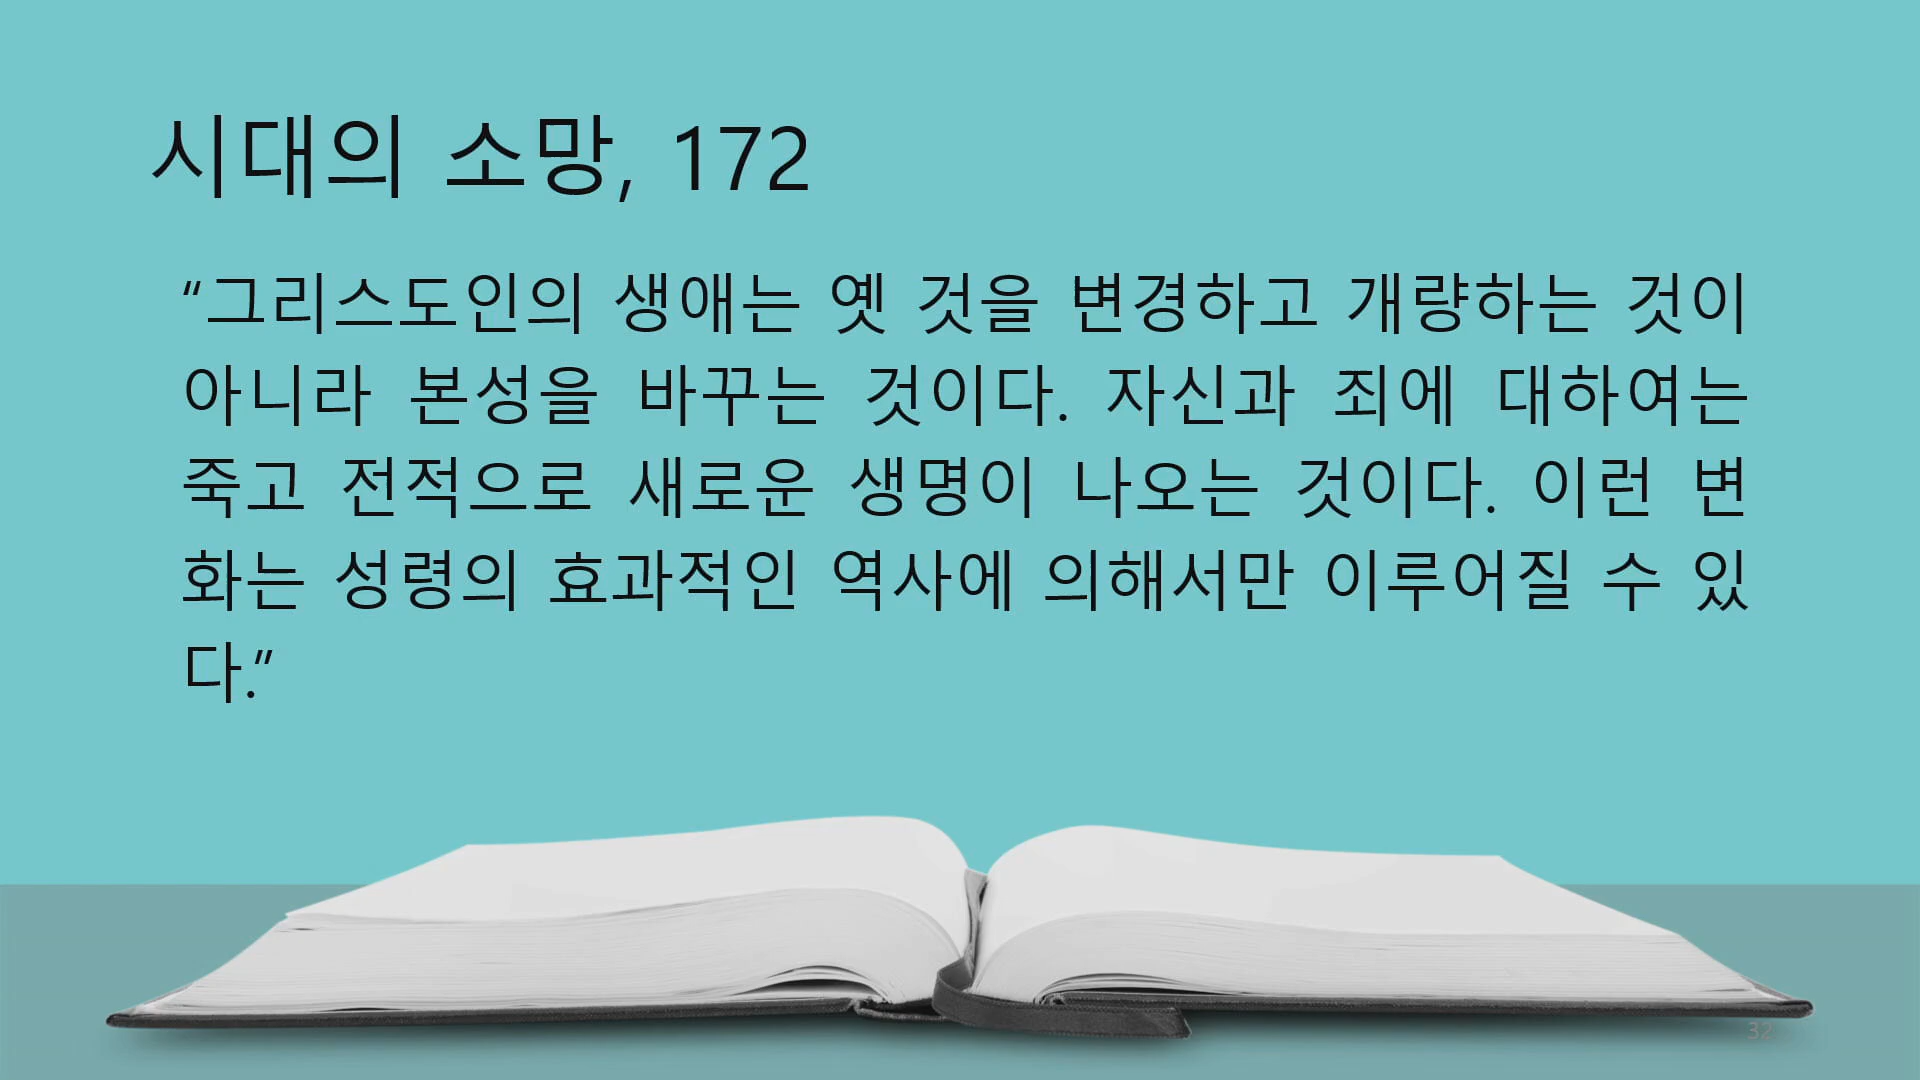 시대의 소망, 172
“그리스도인의 생애는 옛 것을 변경하고 개량하는 것이
아니라 본성을 바꾸는 것이다. 자신과 죄에 대하여는
죽고 전적으로 새로운 생명이 나오는 것이다. 이런 변
화는 성령의 효과적인 역사에 의해서만 이루어질 수 있
다.”
32